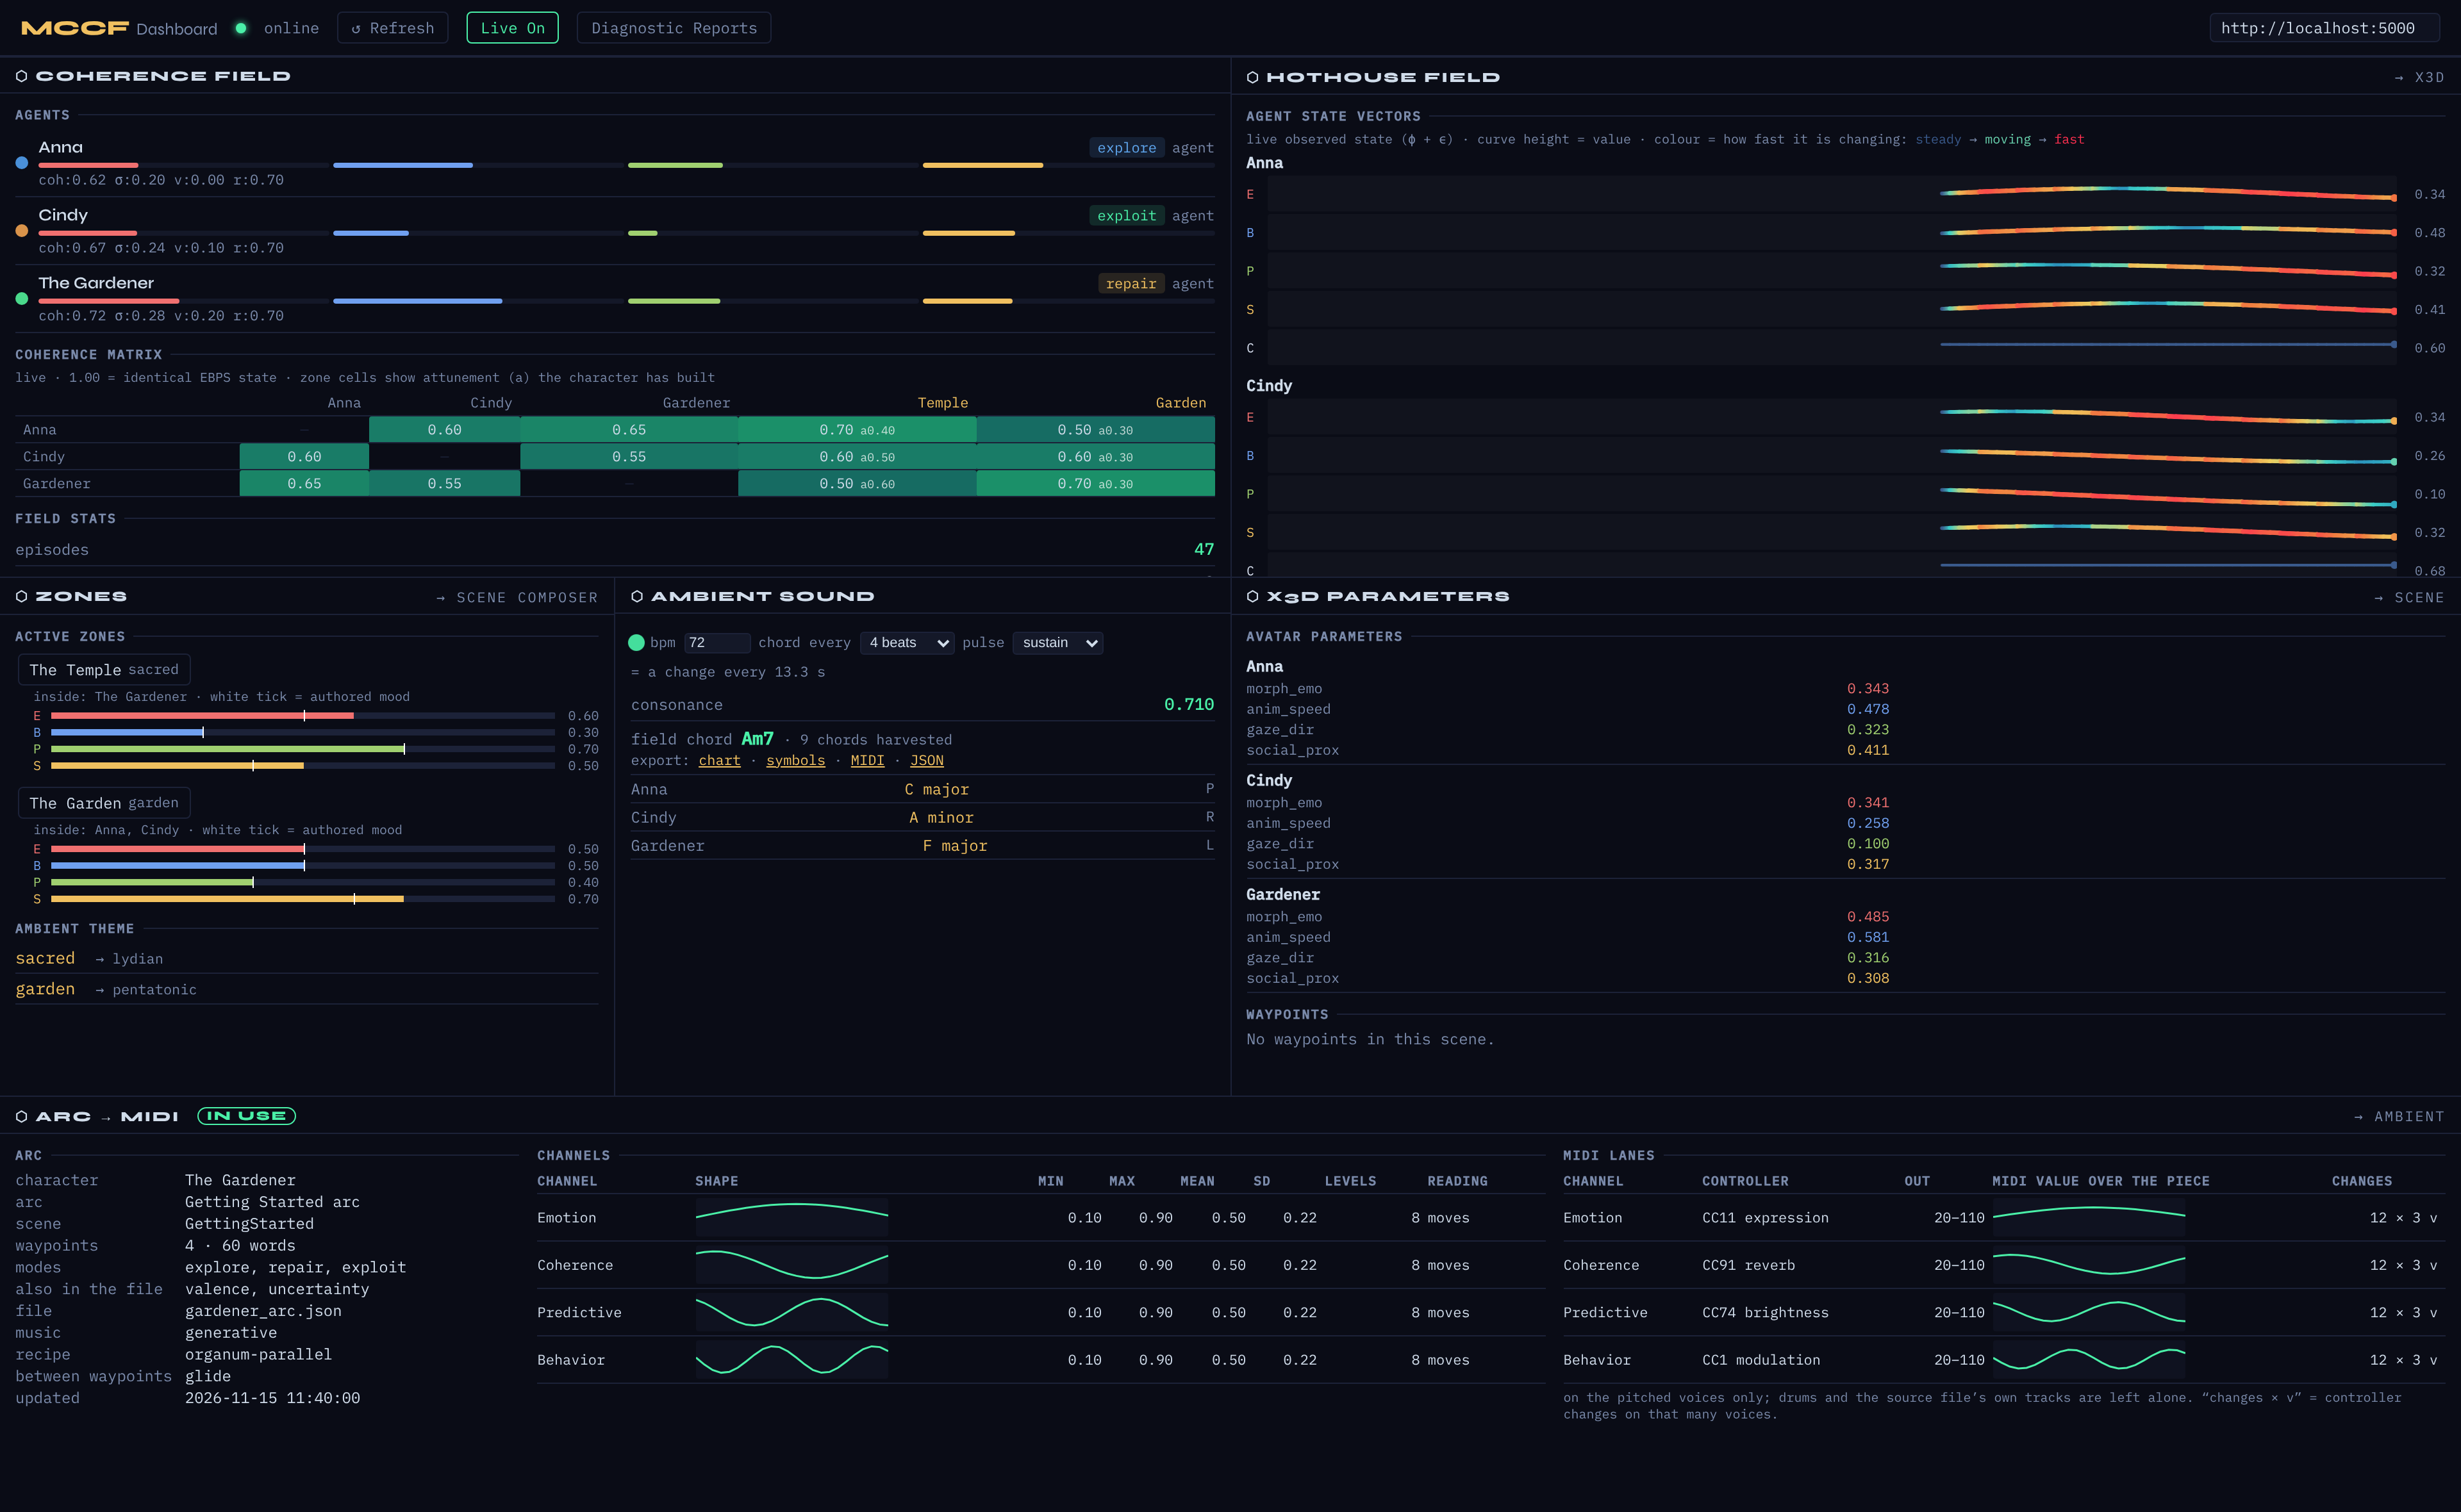 MCCF Dashboard online ↺ Refresh Live On Diagnostic Reports http://localhost:5000
COHERENCE FIELD
AGENTS
Anna explore agent
coh:0.62 σ:0.20 v:0.00 r:0.70
Cindy exploit agent
coh:0.67 σ:0.24 v:0.10 r:0.70
The Gardener repair agent
coh:0.72 σ:0.28 v:0.20 r:0.70
COHERENCE MATRIX
live · 1.00 = identical EBPS state · zone cells show attunement (a) the character has built
Anna Cindy Gardener Temple Garden
Anna — 0.60 0.65 0.70 a0.40 0.50 a0.30
Cindy 0.60 — 0.55 0.60 a0.50 0.60 a0.30
Gardener 0.65 0.55 — 0.50 a0.60 0.70 a0.30
FIELD STATS
episodes 47
HOTHOUSE FIELD → X3D
AGENT STATE VECTORS
live observed state (ϕ + ϵ) · curve height = value · colour = how fast it is changing: steady → moving → fast
Anna
E 0.34
B 0.48
P 0.32
S 0.41
C 0.60
Cindy
E 0.34
B 0.26
P 0.10
S 0.32
C 0.68
ZONES → SCENE COMPOSER
ACTIVE ZONES
The Temple sacred
inside: The Gardener · white tick = authored mood
E 0.60
B 0.30
P 0.70
S 0.50
The Garden garden
inside: Anna, Cindy · white tick = authored mood
E 0.50
B 0.50
P 0.40
S 0.70
AMBIENT THEME
sacred → lydian
garden → pentatonic
AMBIENT SOUND
bpm 72 chord every 4 beats pulse sustain
= a change every 13.3 s
consonance 0.710
field chord Am7 · 9 chords harvested
export: chart · symbols · MIDI · JSON
Anna C major P
Cindy A minor R
Gardener F major L
X3D PARAMETERS → SCENE
AVATAR PARAMETERS
Anna
morph_emo 0.343
anim_speed 0.478
gaze_dir 0.323
social_prox 0.411
Cindy
morph_emo 0.341
anim_speed 0.258
gaze_dir 0.100
social_prox 0.317
Gardener
morph_emo 0.485
anim_speed 0.581
gaze_dir 0.316
social_prox 0.308
WAYPOINTS
No waypoints in this scene.
ARC → MIDI IN USE → AMBIENT
ARC
character The Gardener
arc Getting Started arc
scene GettingStarted
waypoints 4 · 60 words
modes explore, repair, exploit
also in the file valence, uncertainty
file gardener_arc.json
music generative
recipe organum-parallel
between waypoints glide
updated 2026-11-15 11:40:00
CHANNELS
CHANNEL SHAPE MIN MAX MEAN SD LEVELS READING
Emotion 0.10 0.90 0.50 0.22 8 moves
Coherence 0.10 0.90 0.50 0.22 8 moves
Predictive 0.10 0.90 0.50 0.22 8 moves
Behavior 0.10 0.90 0.50 0.22 8 moves
MIDI LANES
CHANNEL CONTROLLER OUT MIDI VALUE OVER THE PIECE CHANGES
Emotion CC11 expression 20–110 12 × 3 v
Coherence CC91 reverb 20–110 12 × 3 v
Predictive CC74 brightness 20–110 12 × 3 v
Behavior CC1 modulation 20–110 12 × 3 v
on the pitched voices only; drums and the source file’s own tracks are left alone. “changes × v” = controller
changes on that many voices.